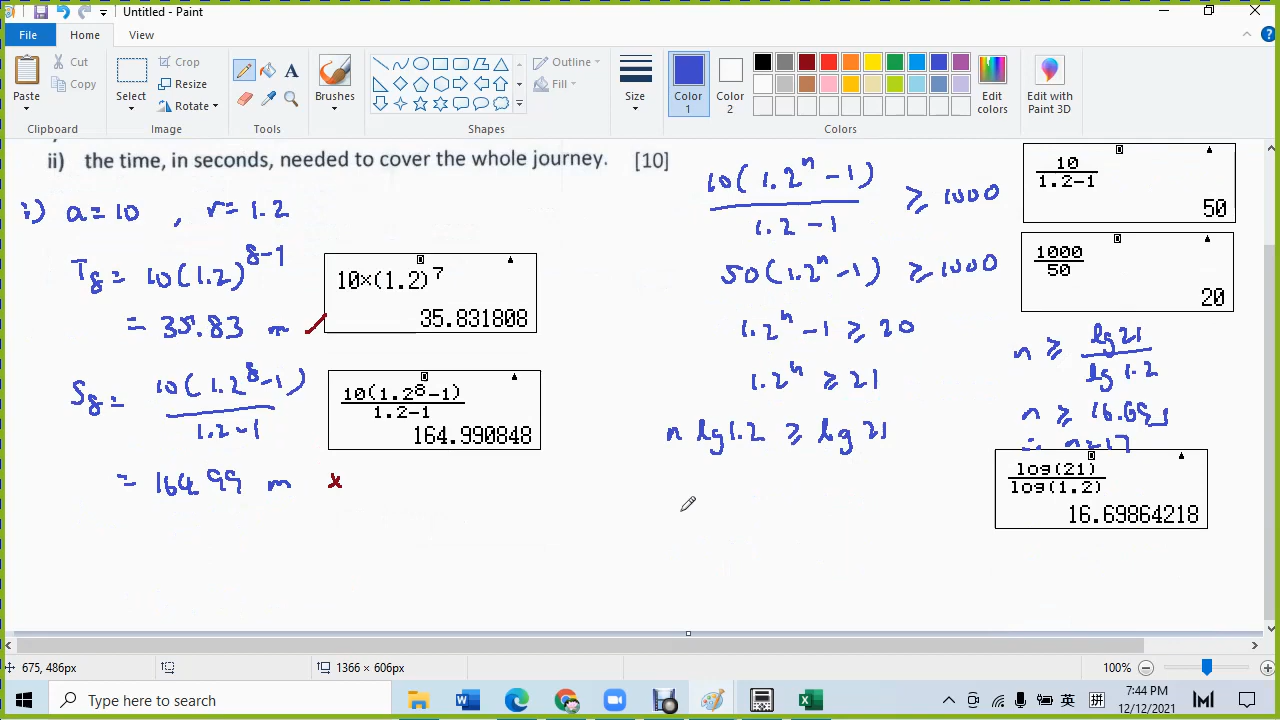 Untitled - Paint
File
Home
View
Paste
Cut
Copy
Clipboard
Select
Crop
Resize
Rotate
Image
Tools
Brushes
Shapes
Outline
Fill
Size
Color 1
Color 2
Edit colors
Edit with Paint 3D
Colors
ii) the time, in seconds, needed to cover the whole journey. [10]
i) a = 10 , r = 1.2
T₈ = 10(1.2)^(8-1)
= 35.83 m
10×(1.2)^7
35.831808
S₈ = 10(1.2^8 -1) / 1.2-1
= 164.99 m ×
10(1.2^8-1) / 1.2-1
164.990848
10(1.2^n - 1) / 1.2 - 1 ≥ 1000
50(1.2^n - 1) ≥ 1000
1.2^n - 1 ≥ 20
1.2^n ≥ 21
n lg 1.2 ≥ lg 21
10 / 1.2-1
50
1000 / 50
20
n ≥ lg 21 / lg 1.2
n ≥ 16.69
∴ n = 17
log(21) / log(1.2)
16.69864218
675, 486px
1366 × 606px
100%
Type here to search
英
拼
7:44 PM
12/12/2021